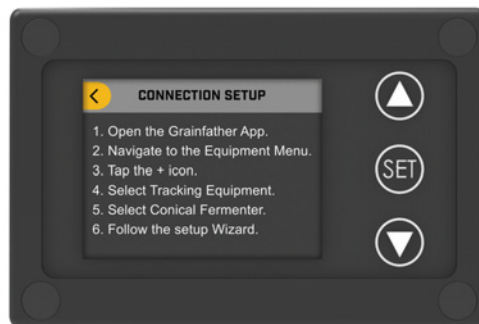 CONNECTION SETUP
1. Open the Grainfather App.
2. Navigate to the Equipment Menu.
3. Tap the + icon.
4. Select Tracking Equipment.
5. Select Conical Fermenter.
6. Follow the setup Wizard.
SET